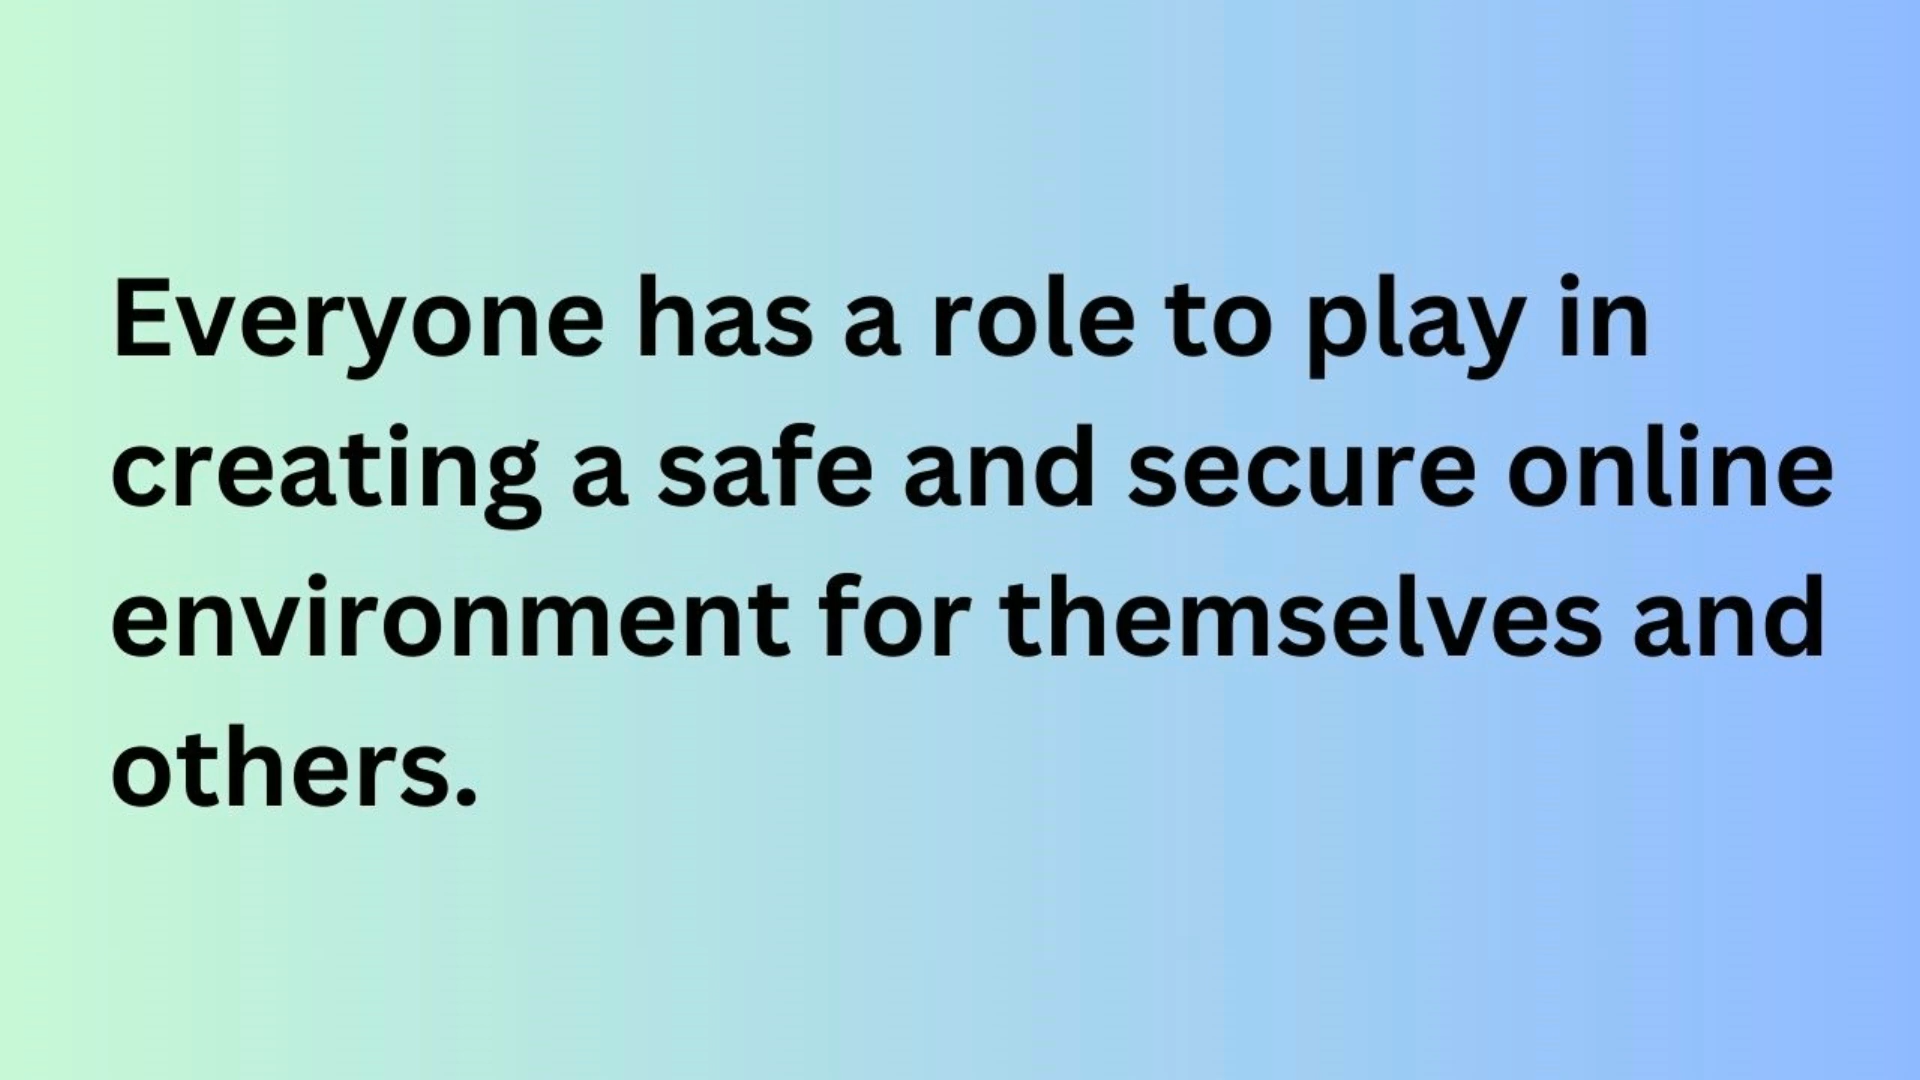 Everyone has a role to play in
creating a safe and secure online
environment for themselves and
others.